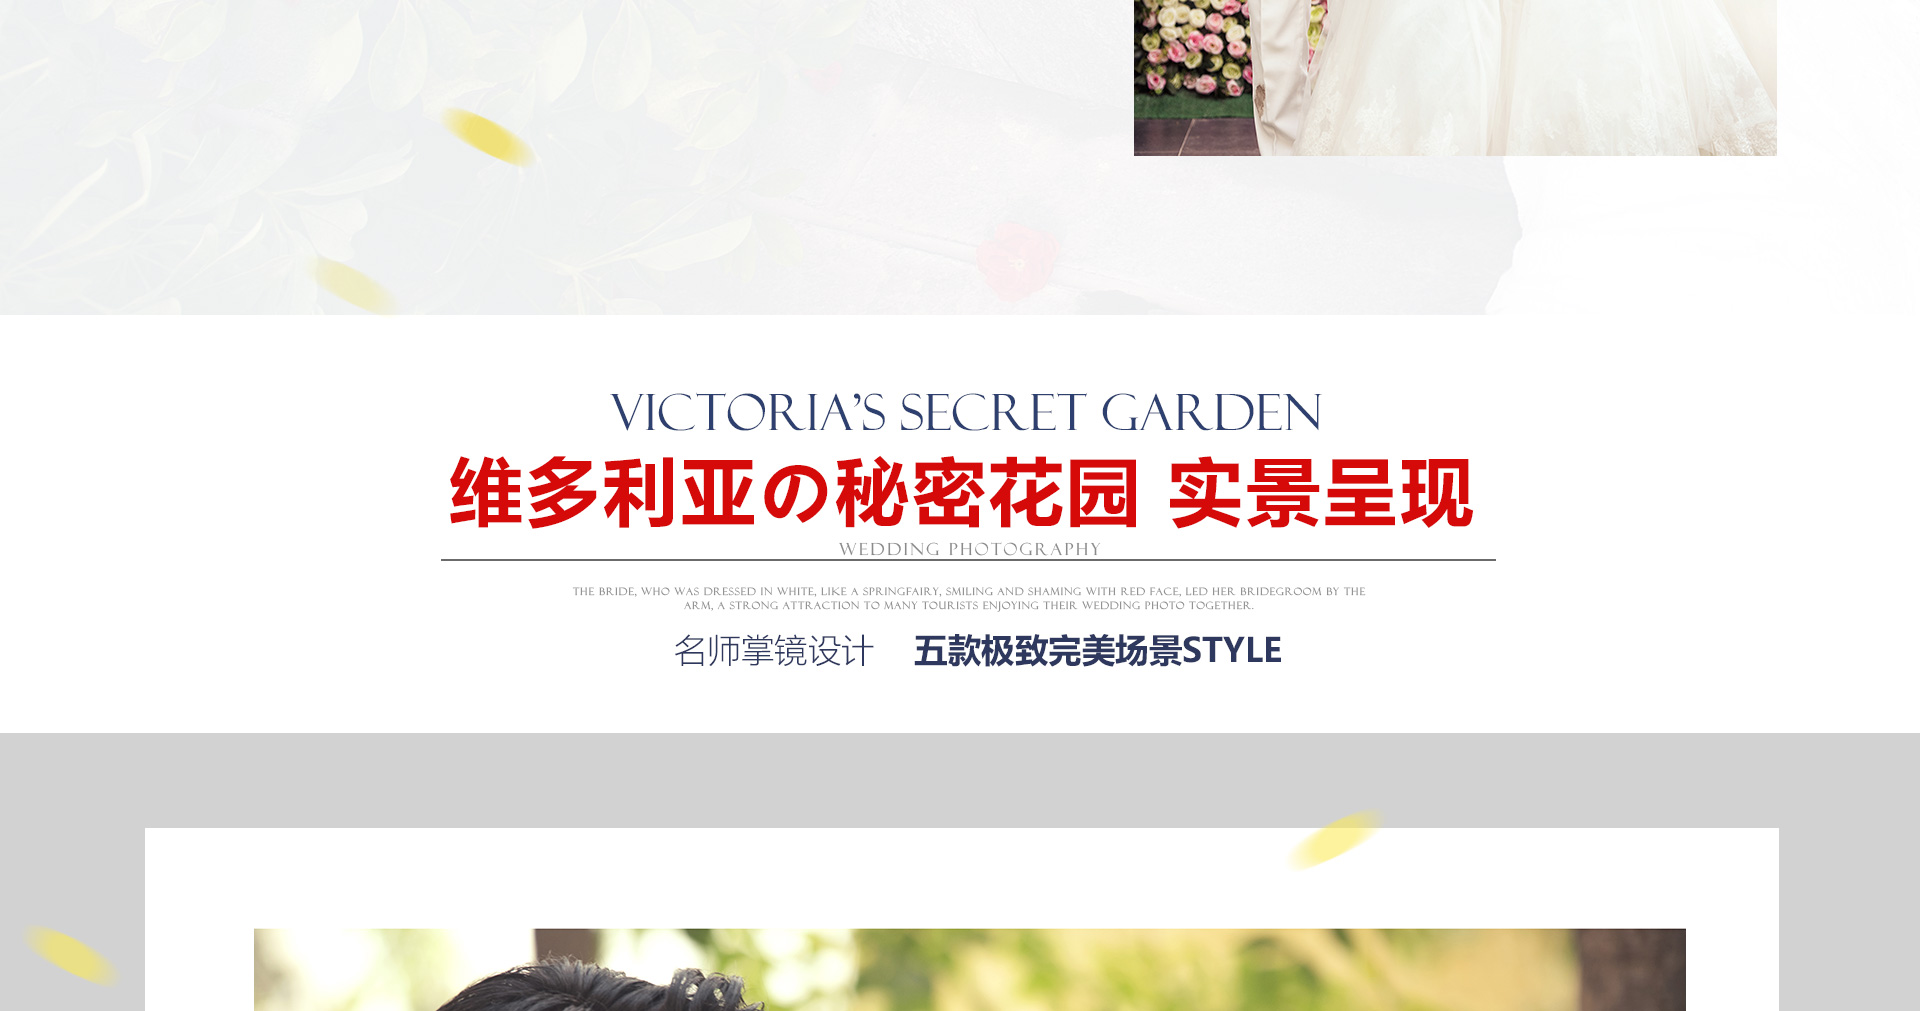 VICTORIA'S SECRET GARDEN
维多利亚の秘密花园 实景呈现
WEDDING PHOTOGRAPHY
THE BRIDE, WHO WAS DRESSED IN WHITE, LIKE A SPRINGFAIRY, SMILING AND SHAMING WITH RED FACE, LED HER BRIDEGROOM BY THE
ARM, A STRONG ATTRACTION TO MANY TOURISTS ENJOYING THEIR WEDDING PHOTO TOGETHER.
名师掌镜设计 五款极致完美场景STYLE